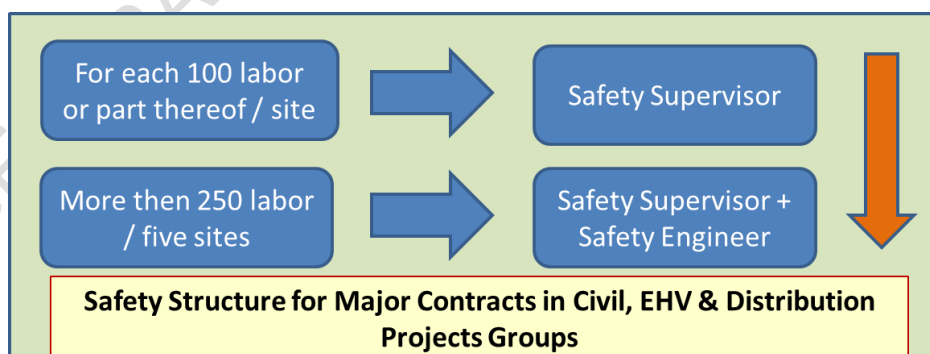 For each 100 labor
or part thereof / site
Safety Supervisor
More then 250 labor
/ five sites
Safety Supervisor +
Safety Engineer
Safety Structure for Major Contracts in Civil, EHV & Distribution
Projects Groups